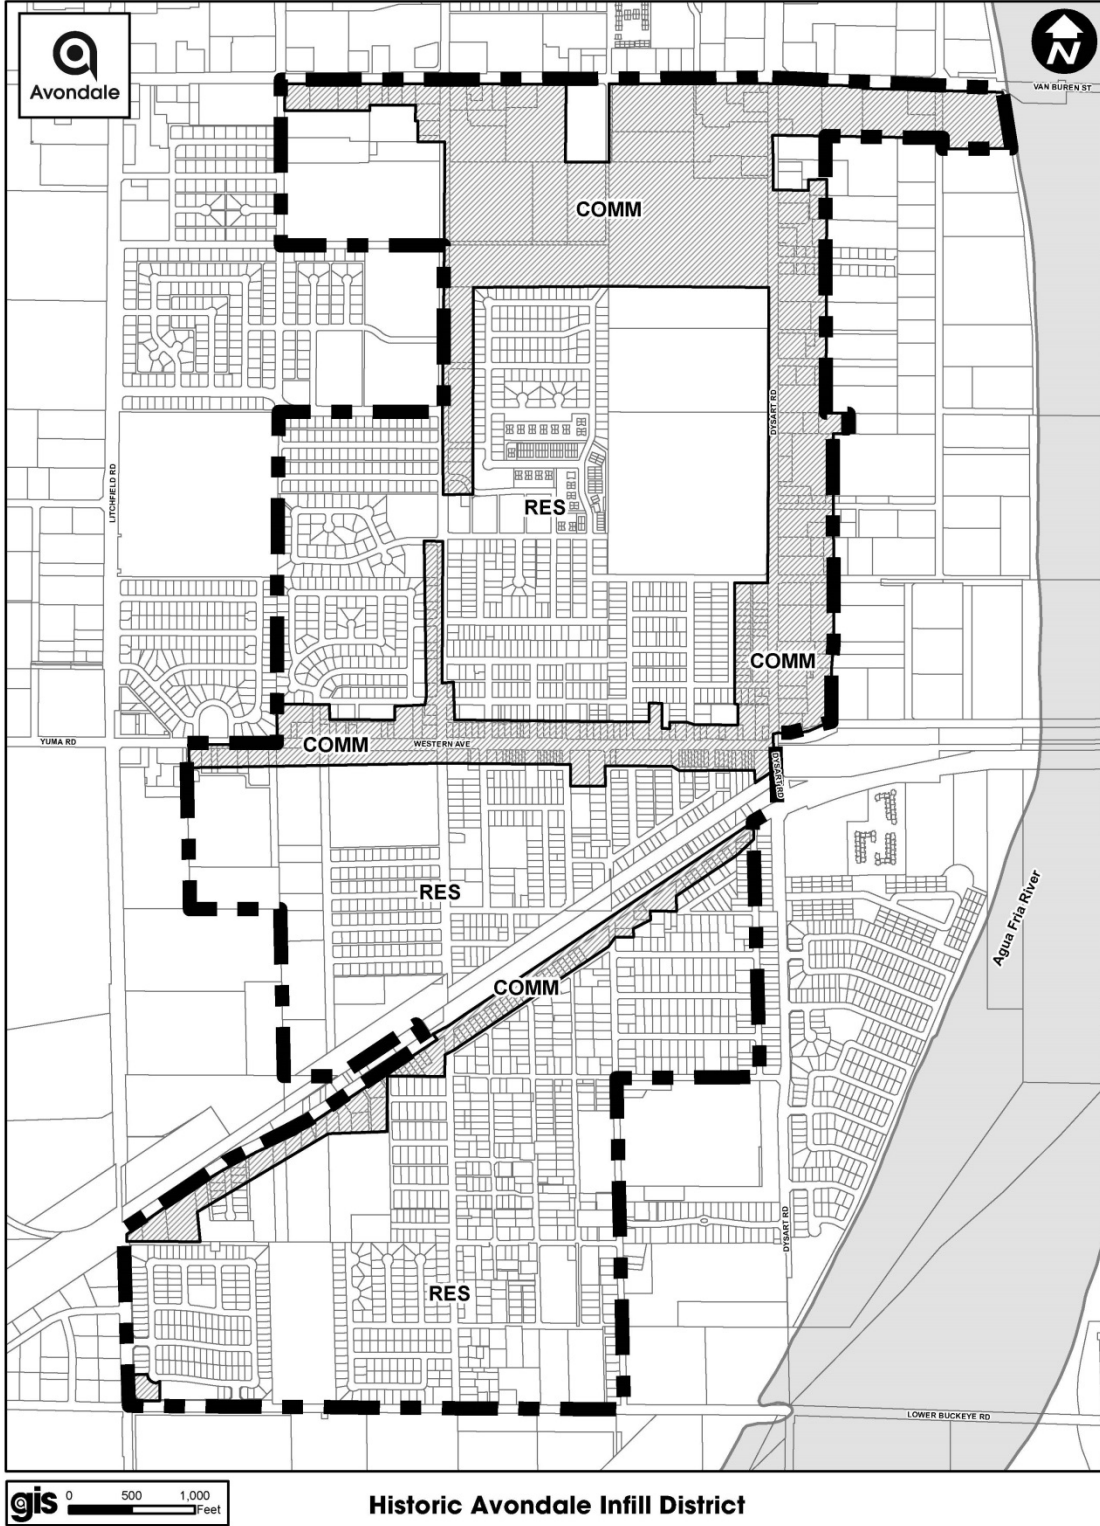 Avondale
N
VAN BUREN ST
COMM
DYSART RD
LITCHFIELD RD
RES
COMM
YUMA RD
COMM
WESTERN AVE
DYSART RD
RES
Agua Fria River
COMM
DYSART RD
RES
LOWER BUCKEYE RD
gis
0 500 1,000
Feet
Historic Avondale Infill District